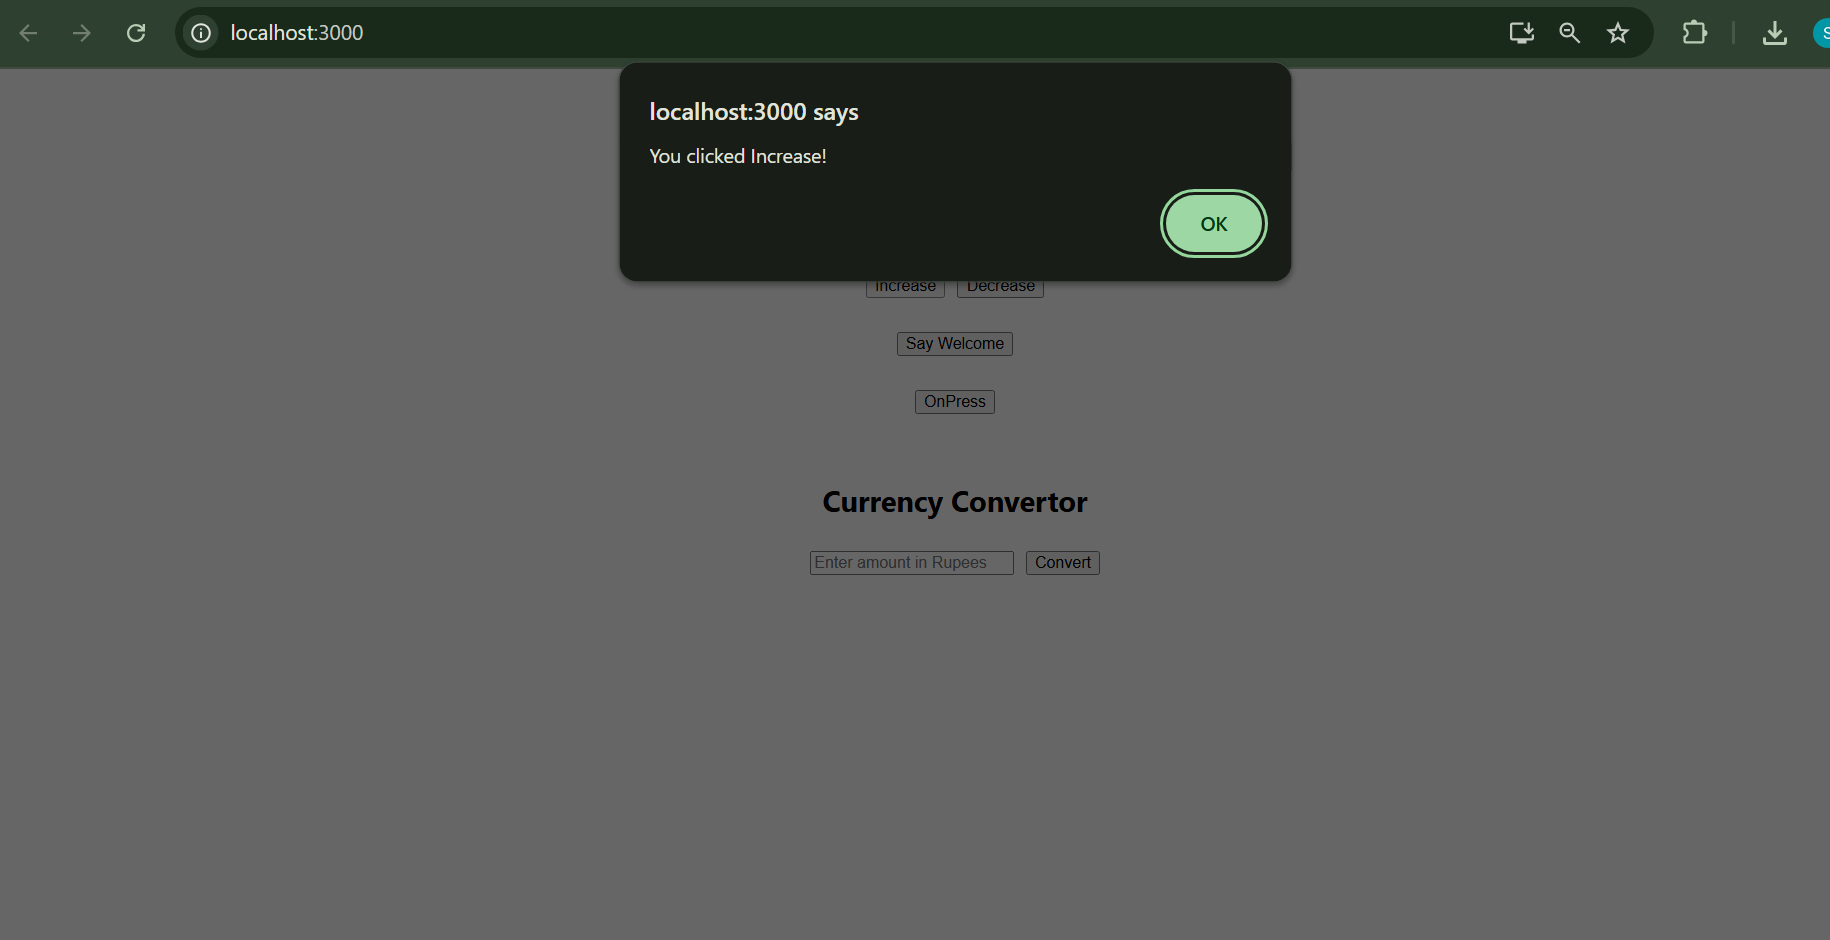 localhost:3000
S
localhost:3000 says
You clicked Increase!
OK
Increase Decrease
Say Welcome
OnPress
Currency Convertor
Enter amount in Rupees Convert